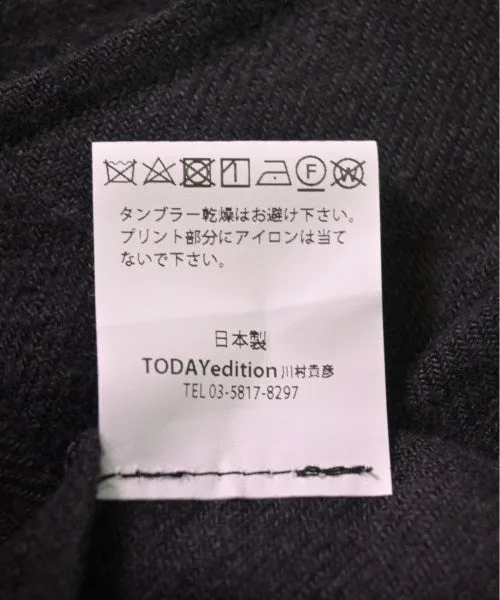 F W
タンブラー乾燥はお避け下さい。
プリント部分にアイロンは当て
ないで下さい。
日本製
TODAYedition 川村貴彦
TEL 03-5817-8297